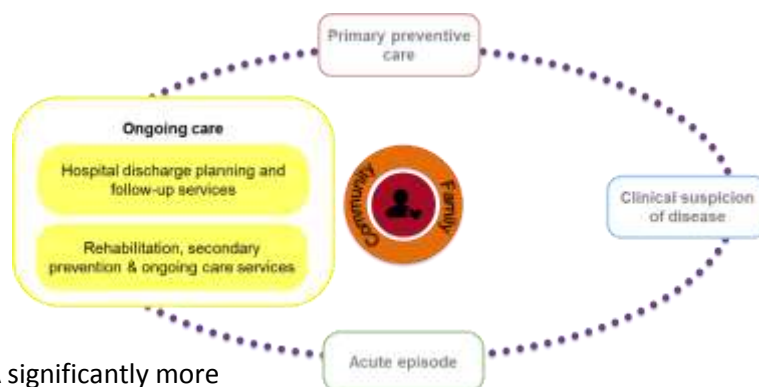 Primary preventive
care
Ongoing care
Hospital discharge planning and
follow-up services
Rehabilitation, secondary
prevention & ongoing care services
Community
Family
Clinical suspicion
of disease
Acute episode
significantly more